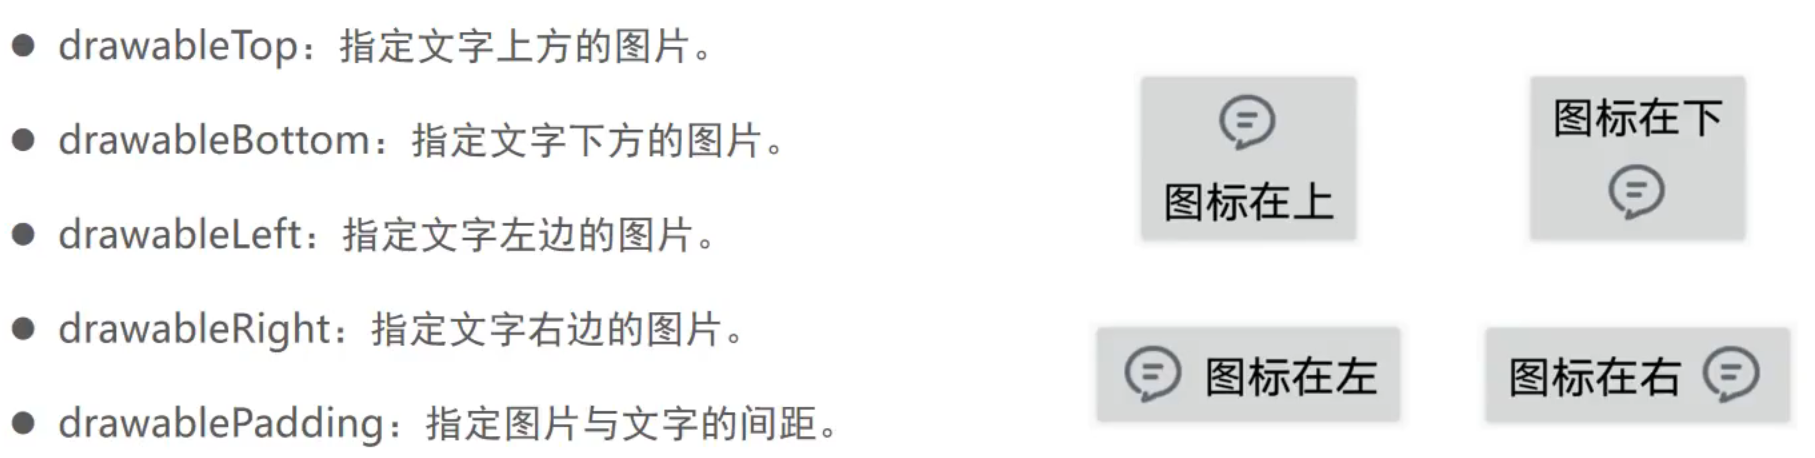 ● drawableTop：指定文字上方的图片。
● drawableBottom：指定文字下方的图片。
● drawableLeft：指定文字左边的图片。
● drawableRight：指定文字右边的图片。
● drawablePadding：指定图片与文字的间距。
图标在上
图标在下
图标在左
图标在右